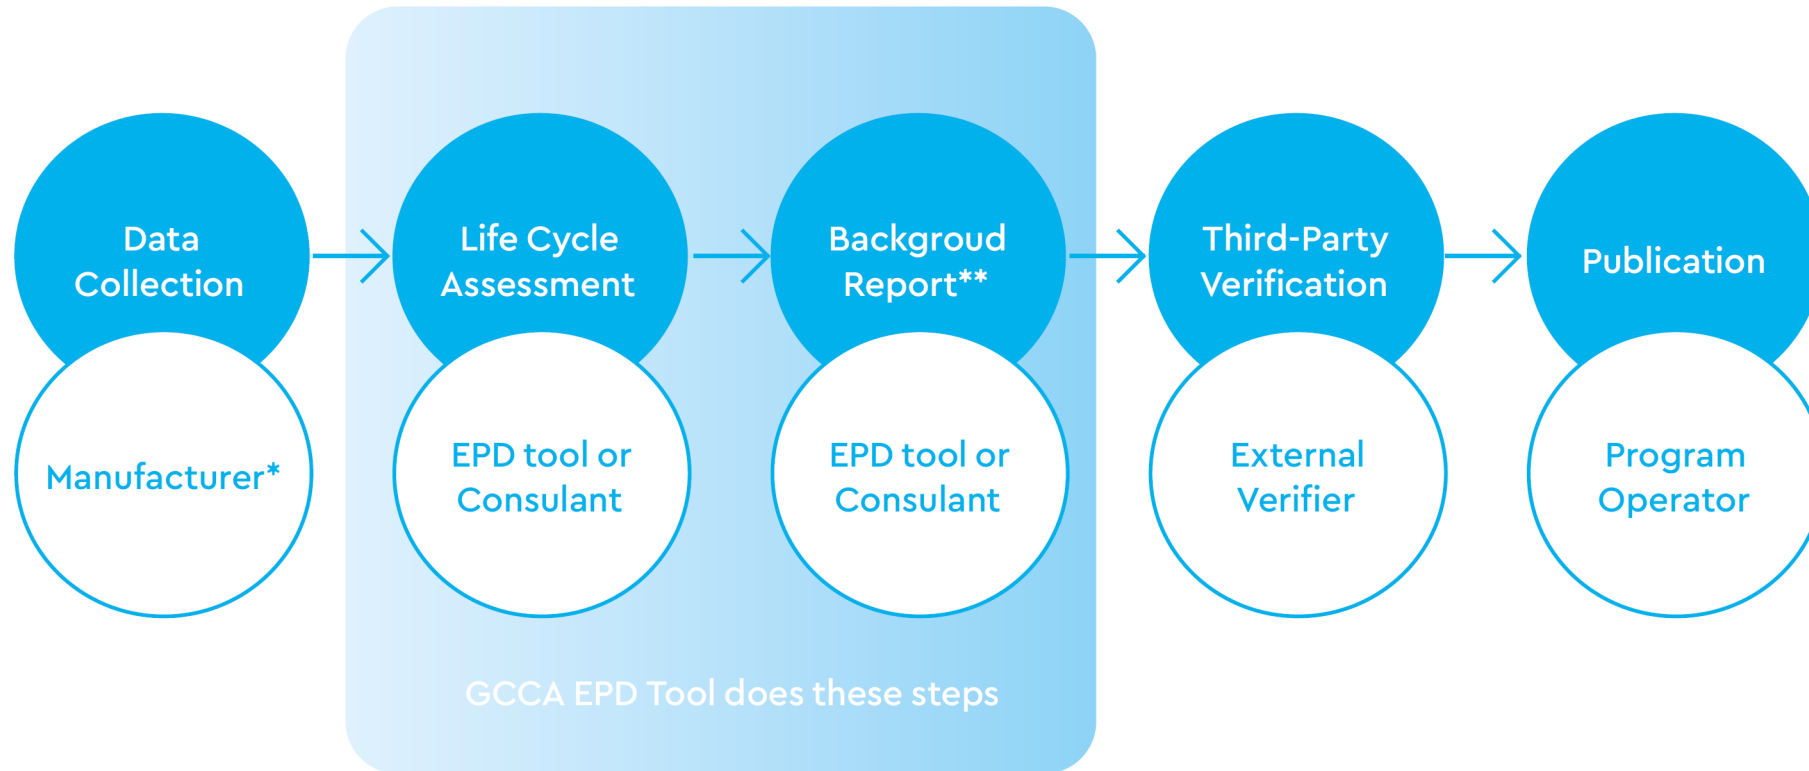 Data
Collection
Life Cycle
Assessment
Backgroud
Report**
Third-Party
Verification
Publication
Manufacturer*
EPD tool or
Consulant
EPD tool or
Consulant
External
Verifier
Program
Operator
GCCA EPD Tool does these steps